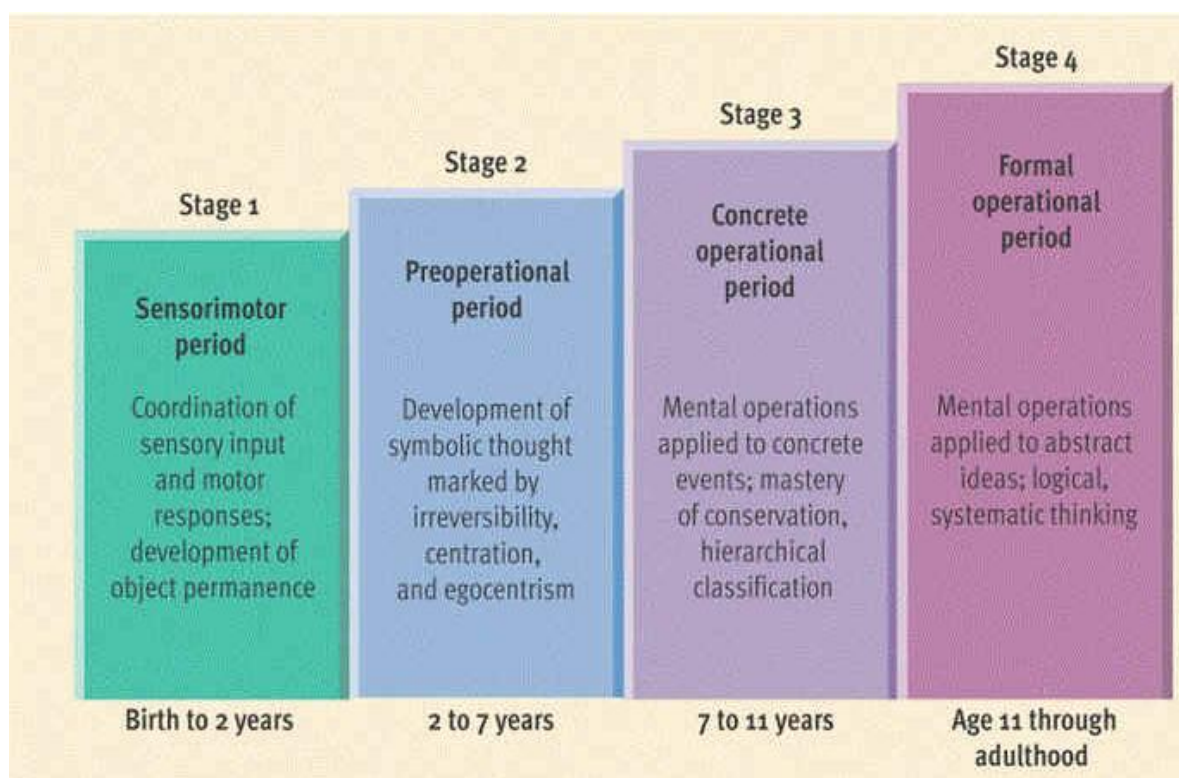 Stage 1
Sensorimotor
period
Coordination of
sensory input
and motor
responses;
development of
object permanence
Birth to 2 years
Stage 2
Preoperational
period
Development of
symbolic thought
marked by
irreversibility,
centration,
and egocentrism
2 to 7 years
Stage 3
Concrete
operational
period
Mental operations
applied to concrete
events; mastery
of conservation,
hierarchical
classification
7 to 11 years
Stage 4
Formal
operational
period
Mental operations
applied to abstract
ideas; logical,
systematic thinking
Age 11 through
adulthood